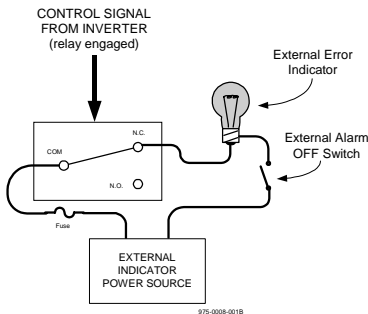 CONTROL SIGNAL
FROM INVERTER
(relay engaged)
External Error
Indicator
N.C.
COM
External Alarm
OFF Switch
N.O.
Fuse
EXTERNAL
INDICATOR
POWER SOURCE
975-0008-001B